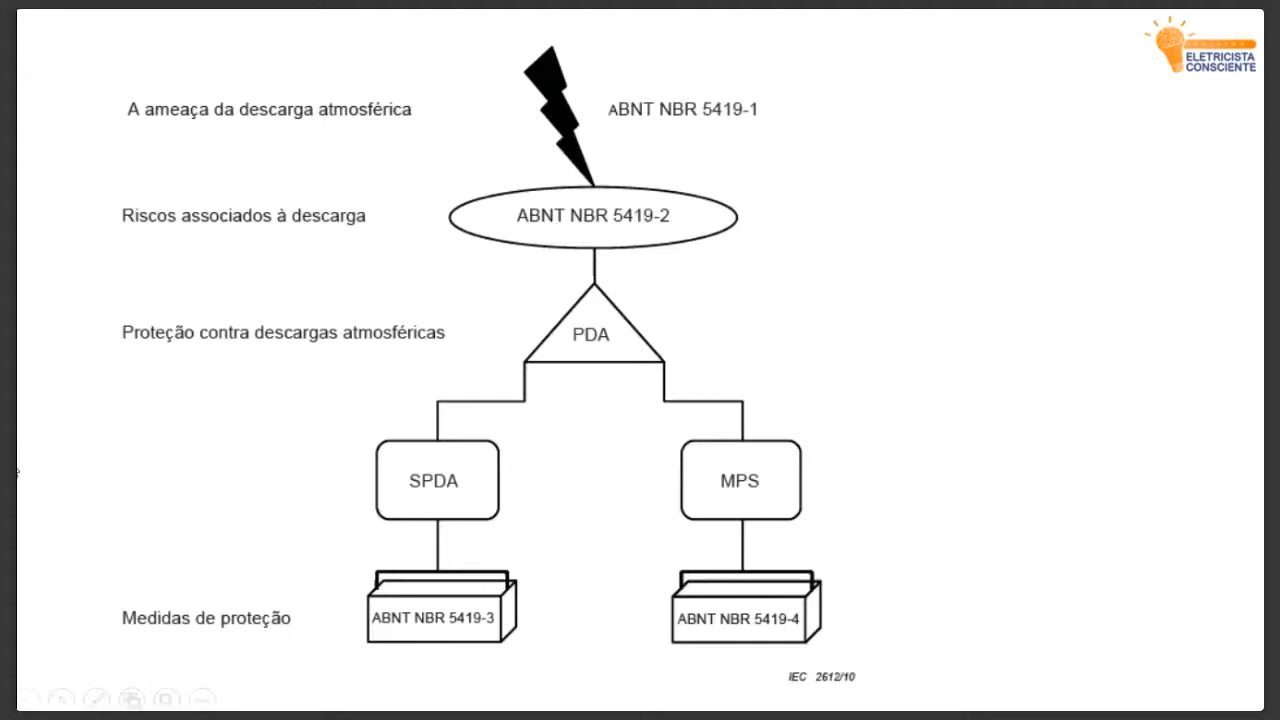 ELETRICISTA
CONSCIENTE
A ameaça da descarga atmosférica
ABNT NBR 5419-1
Riscos associados à descarga
ABNT NBR 5419-2
Proteção contra descargas atmosféricas
PDA
SPDA
MPS
Medidas de proteção
ABNT NBR 5419-3
ABNT NBR 5419-4
IEC 2612/10